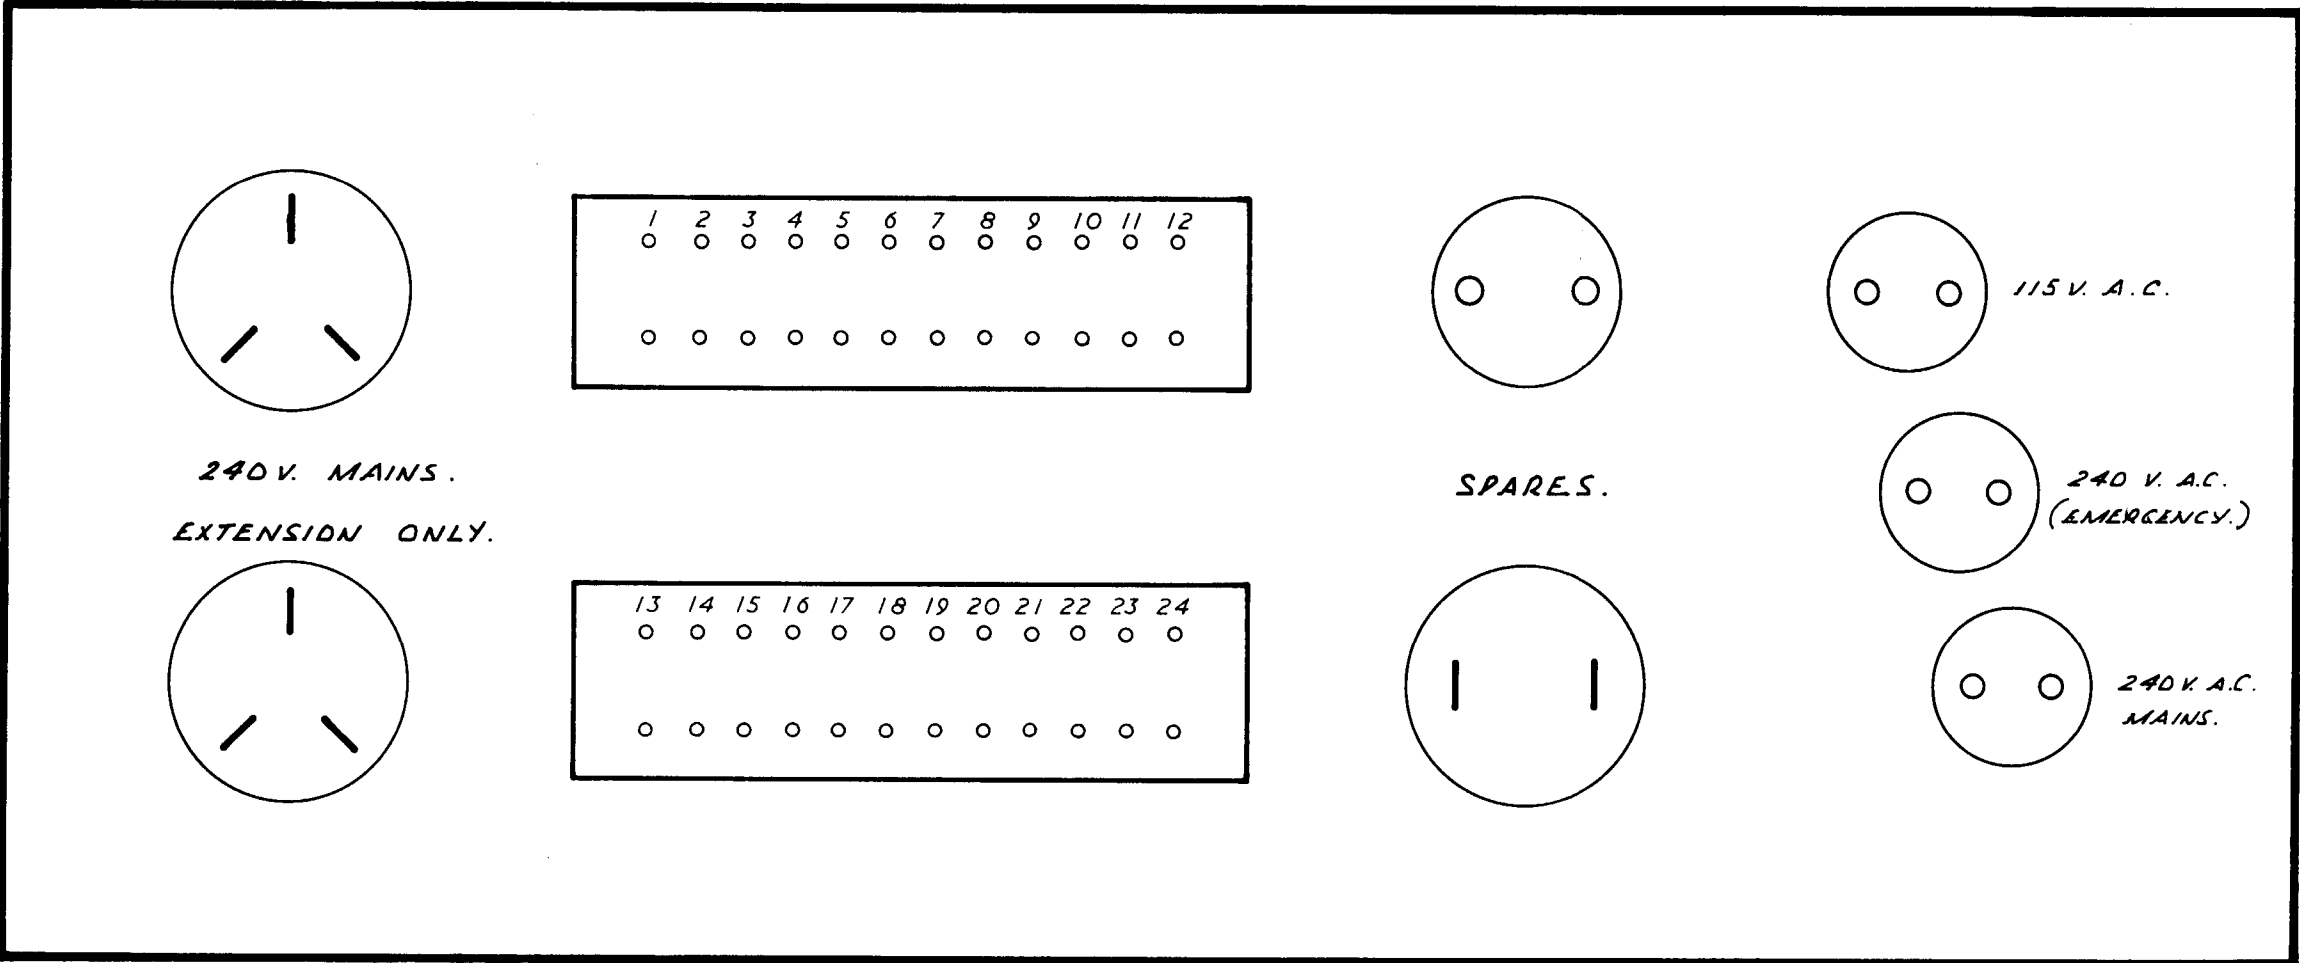 1 2 3 4 5 6 7 8 9 10 11 12
115 V. A.C.
240 V. MAINS.
EXTENSION ONLY.
SPARES.
240 V. A.C.
(EMERGENCY.)
13 14 15 16 17 18 19 20 21 22 23 24
240 V. A.C.
MAINS.